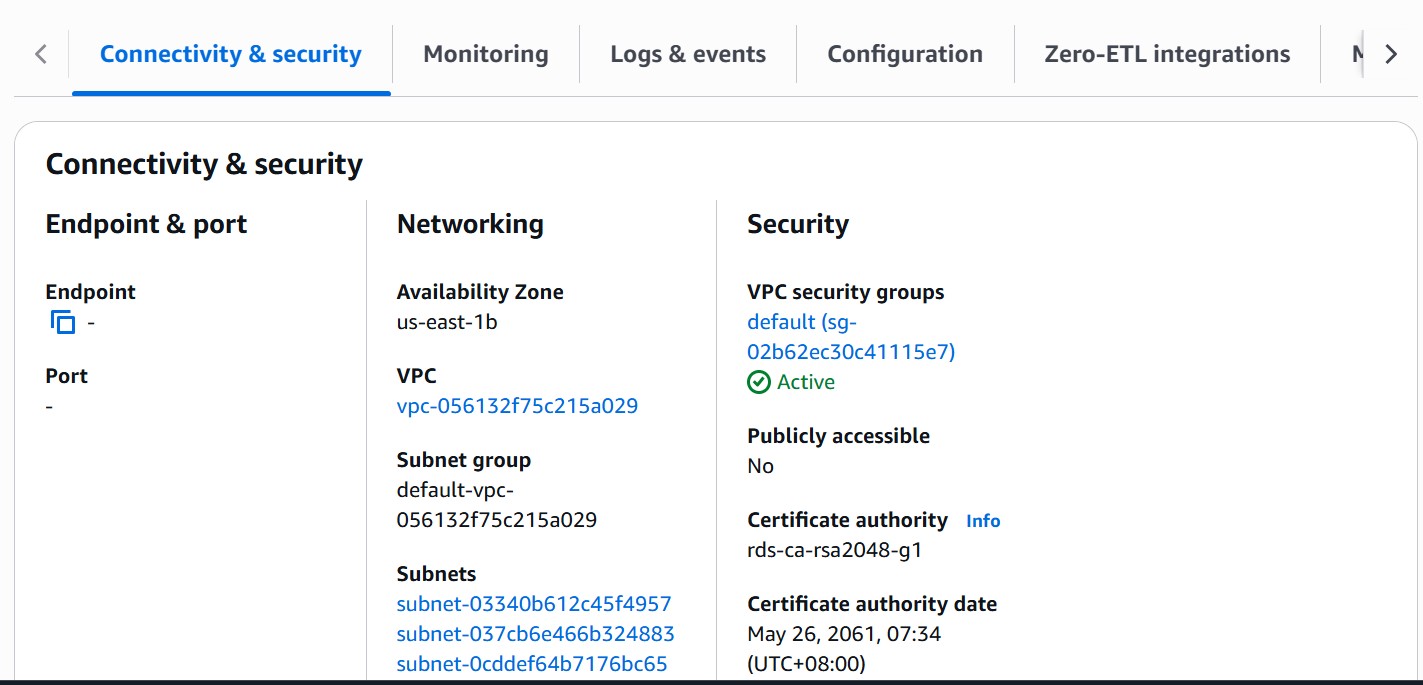 Connectivity & security
Monitoring
Logs & events
Configuration
Zero-ETL integrations
Connectivity & security
Endpoint & port
Endpoint
-
Port
-
Networking
Availability Zone
us-east-1b
VPC
vpc-056132f75c215a029
Subnet group
default-vpc-
056132f75c215a029
Subnets
subnet-03340b612c45f4957
subnet-037cb6e466b324883
subnet-0cddef64b7176bc65
Security
VPC security groups
default (sg-
02b62ec30c41115e7)
Active
Publicly accessible
No
Certificate authority Info
rds-ca-rsa2048-g1
Certificate authority date
May 26, 2061, 07:34
(UTC+08:00)